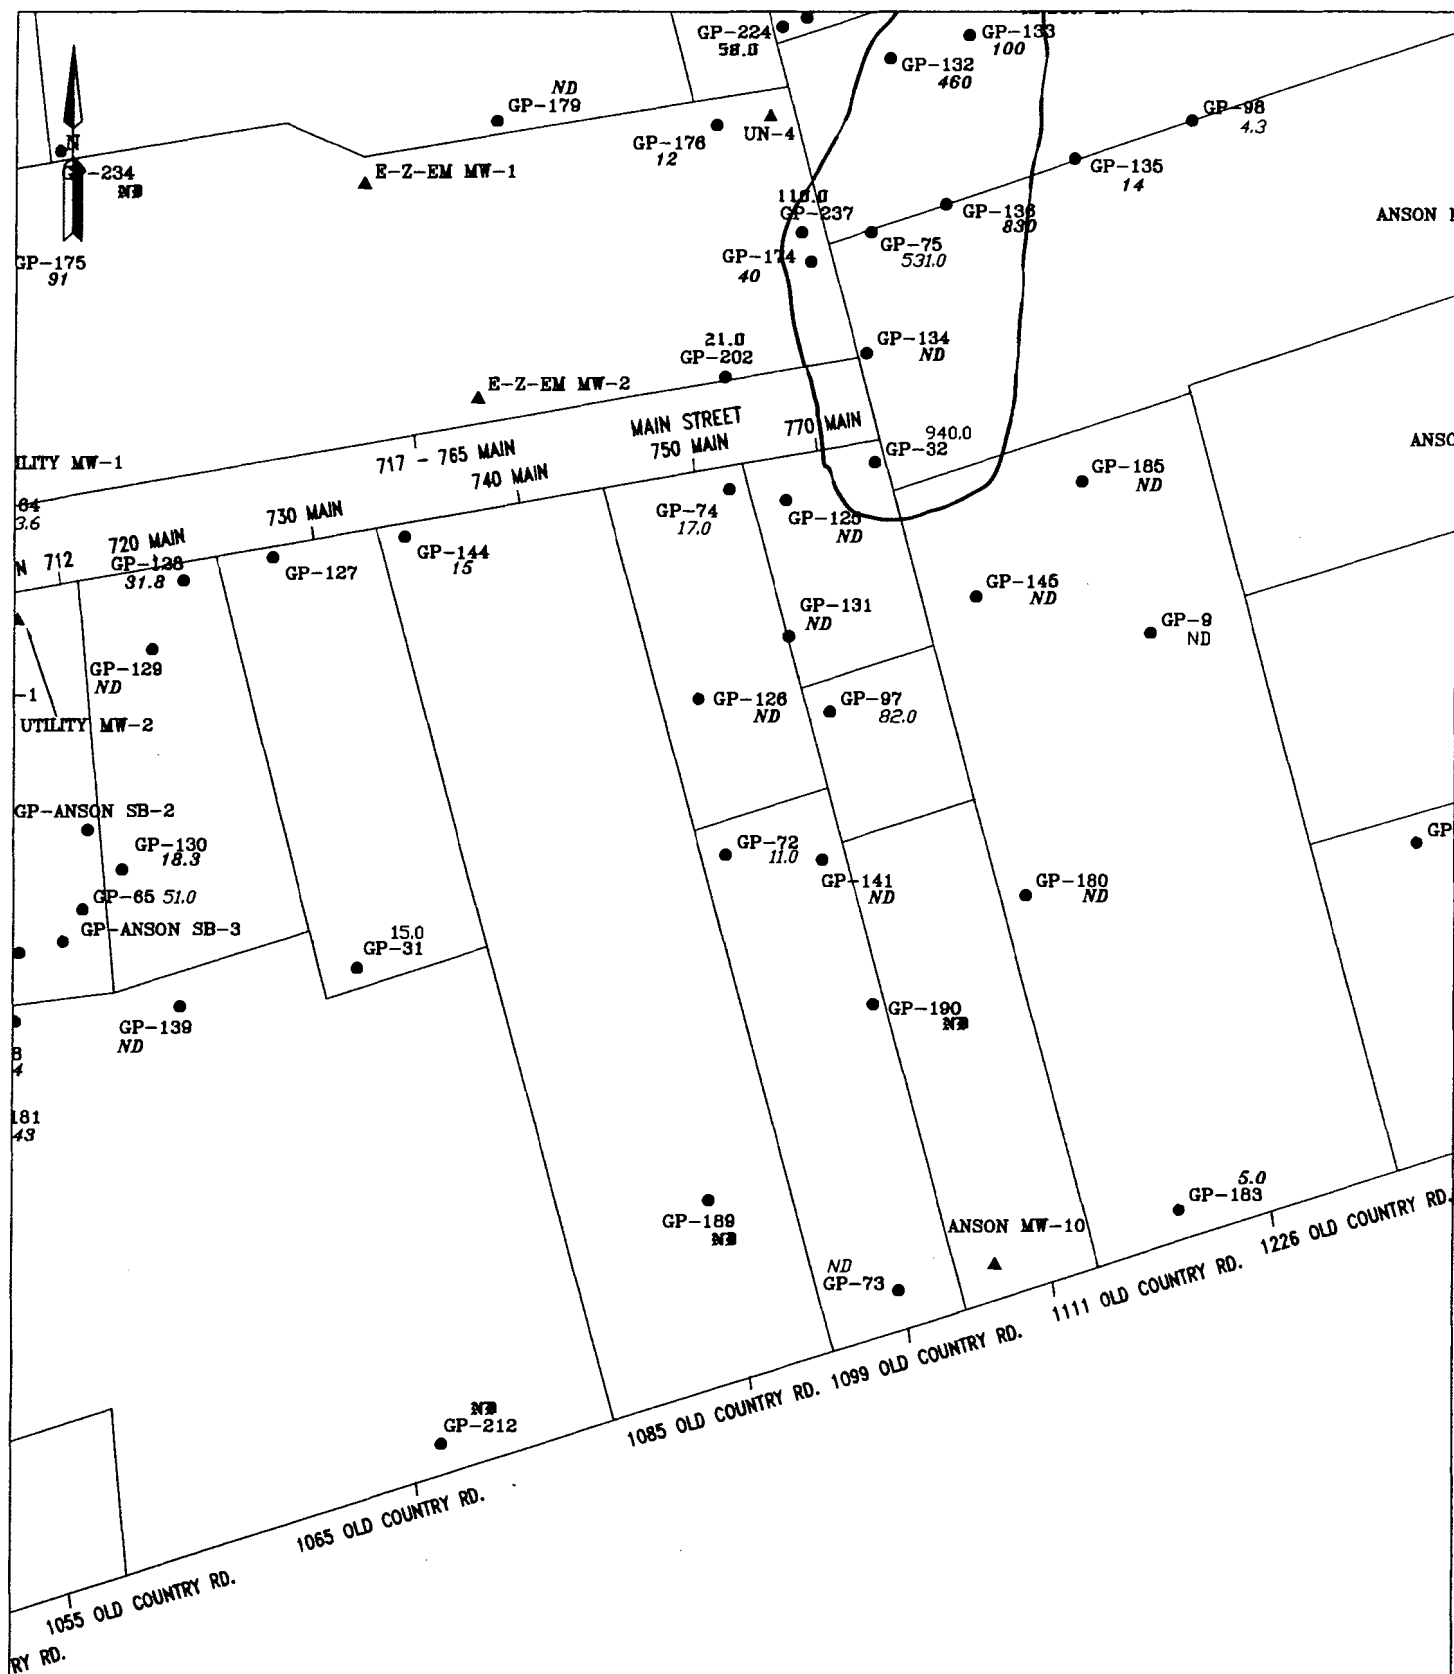 GP-224
58.0
GP-133
100
GP-132
460
ND
GP-179
GP-98
4.3
GP-176
12
UN-4
GP-135
14
N
GP-234
ND
E-Z-EM MW-1
110.0
GP-237
GP-136
830
ANSON
GP-75
531.0
GP-175
91
GP-174
40
21.0
GP-202
GP-134
ND
E-Z-EM MW-2
MAIN STREET
717 - 765 MAIN
740 MAIN
750 MAIN
770 MAIN
940.0
GP-32
ILITY MW-1
GP-185
ND
64
3.6
GP-74
17.0
GP-125
ND
N
712
720 MAIN
730 MAIN
GP-128
31.8
GP-127
GP-144
15
GP-145
ND
GP-131
ND
GP-9
ND
GP-129
ND
-1
UTILITY MW-2
GP-126
ND
GP-97
82.0
GP-ANSON SB-2
GP-130
18.3
GP-65 51.0
GP-ANSON SB-3
GP-72
11.0
GP-141
ND
GP-180
ND
GP
15.0
GP-31
GP-139
ND
GP-190
ND
8
4
181
43
GP-189
ND
5.0
GP-183
ANSON MW-10
ND
GP-73
ND
GP-212
RY RD.
1055 OLD COUNTRY RD.
1065 OLD COUNTRY RD.
1085 OLD COUNTRY RD.
1099 OLD COUNTRY RD.
1111 OLD COUNTRY RD.
1226 OLD COUNTRY RD.